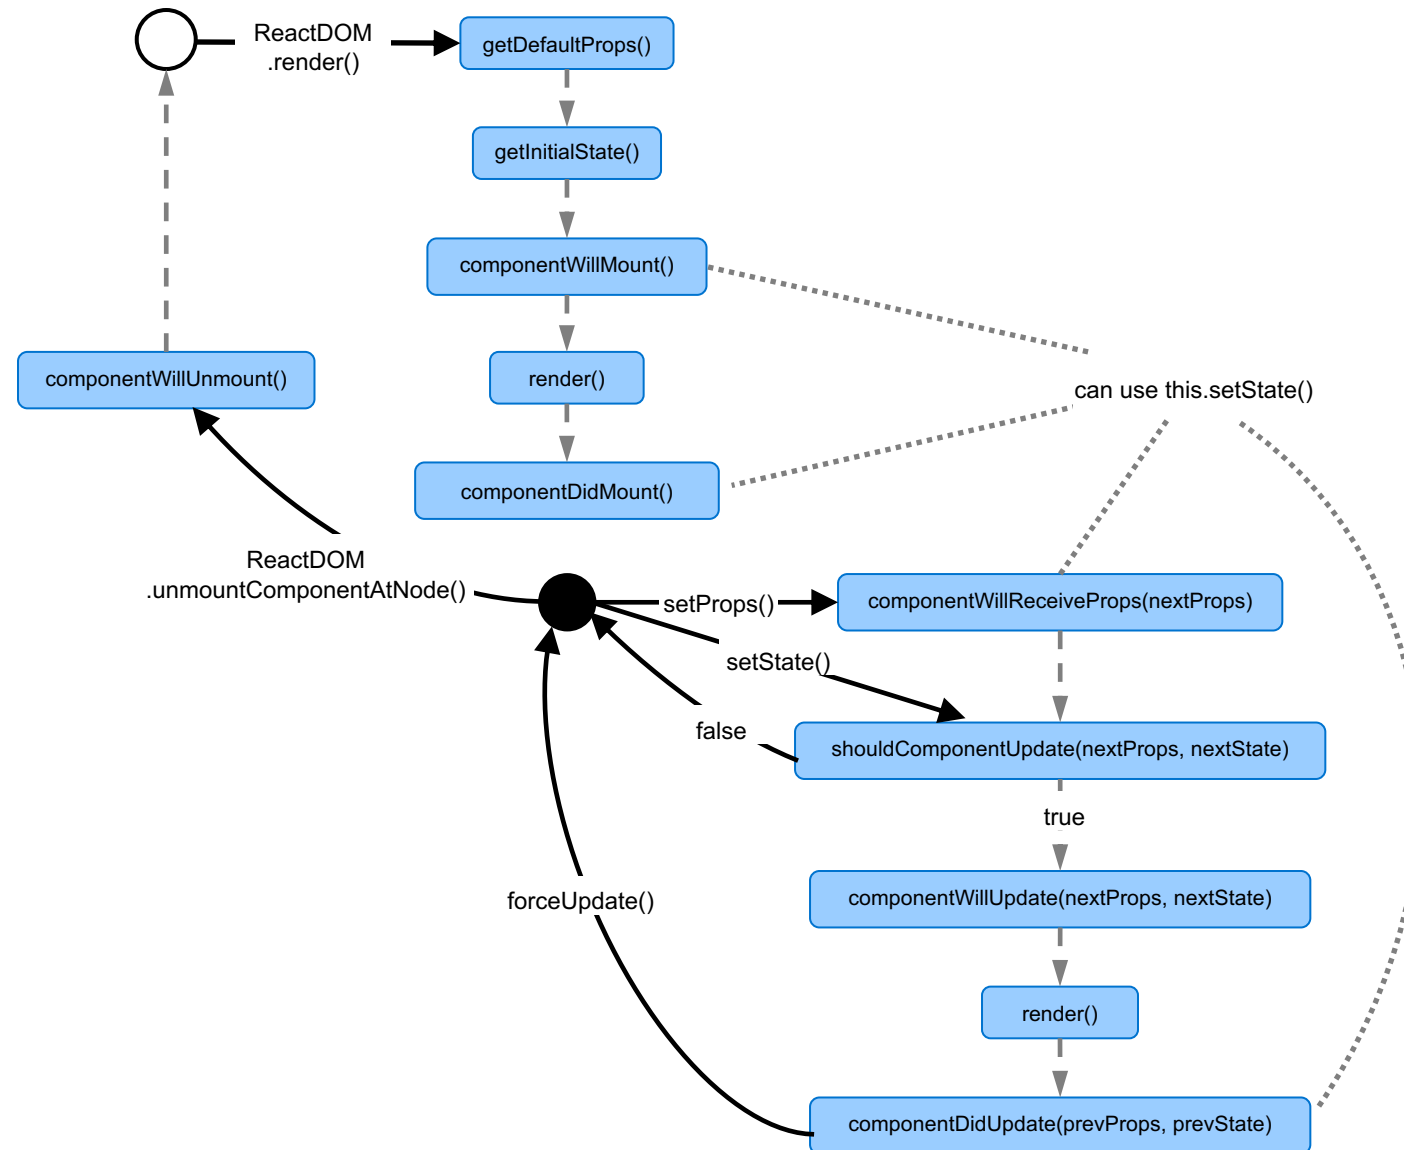 ReactDOM
.render()
getDefaultProps()
getInitialState()
componentWillMount()
componentWillUnmount()
render()
can use this.setState()
componentDidMount()
ReactDOM
.unmountComponentAtNode()
setProps()
componentWillReceiveProps(nextProps)
setState()
false
shouldComponentUpdate(nextProps, nextState)
true
forceUpdate()
componentWillUpdate(nextProps, nextState)
render()
componentDidUpdate(prevProps, prevState)